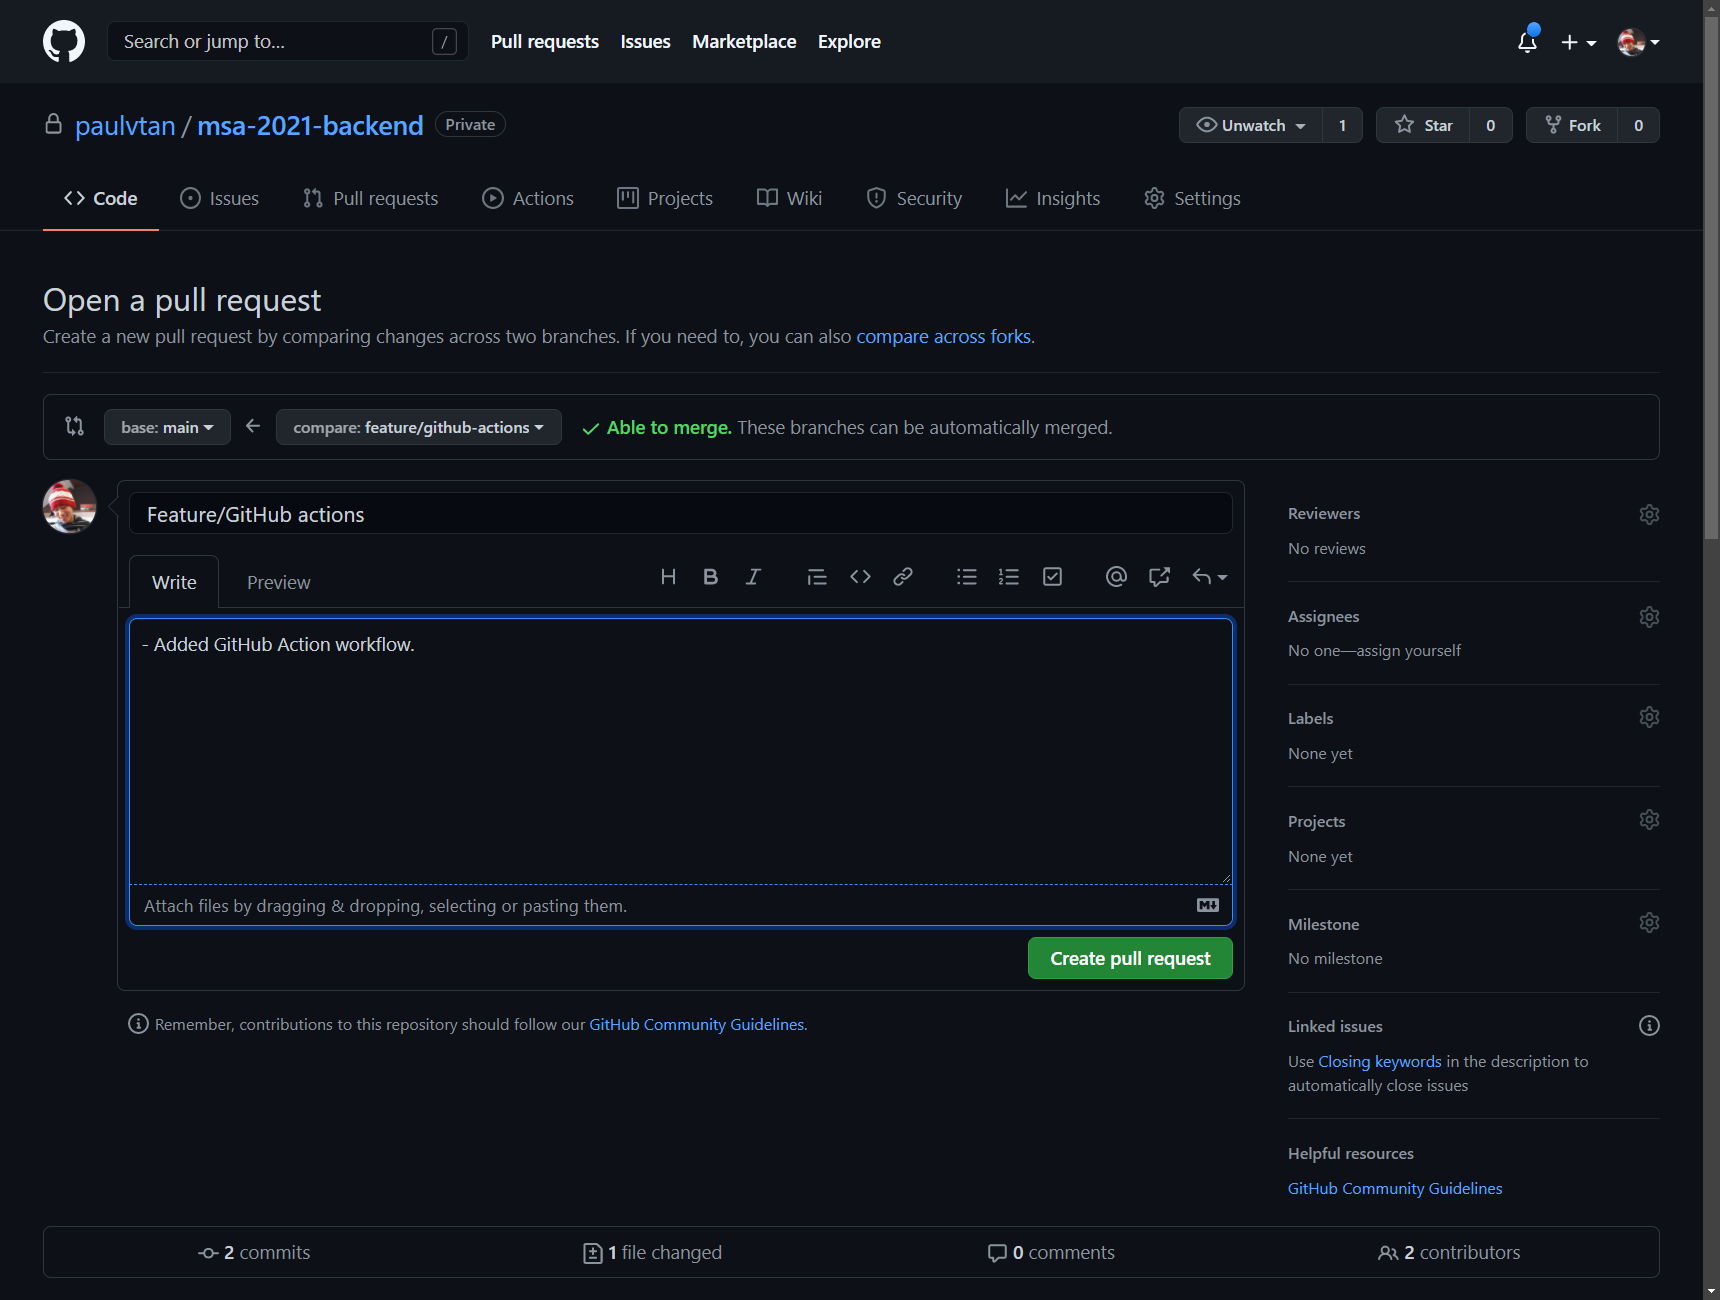 Search or jump to... /
Pull requests Issues Marketplace Explore
paulvtan / msa-2021-backend Private
Unwatch 1 Star 0 Fork 0
Code Issues Pull requests Actions Projects Wiki Security Insights Settings
Open a pull request
Create a new pull request by comparing changes across two branches. If you need to, you can also compare across forks.
base: main compare: feature/github-actions Able to merge. These branches can be automatically merged.
Feature/GitHub actions
Write Preview
- Added GitHub Action workflow.
Attach files by dragging & dropping, selecting or pasting them.
Create pull request
Remember, contributions to this repository should follow our GitHub Community Guidelines.
Reviewers
No reviews
Assignees
No one—assign yourself
Labels
None yet
Projects
None yet
Milestone
No milestone
Linked issues
Use Closing keywords in the description to
automatically close issues
Helpful resources
GitHub Community Guidelines
2 commits 1 file changed 0 comments 2 contributors